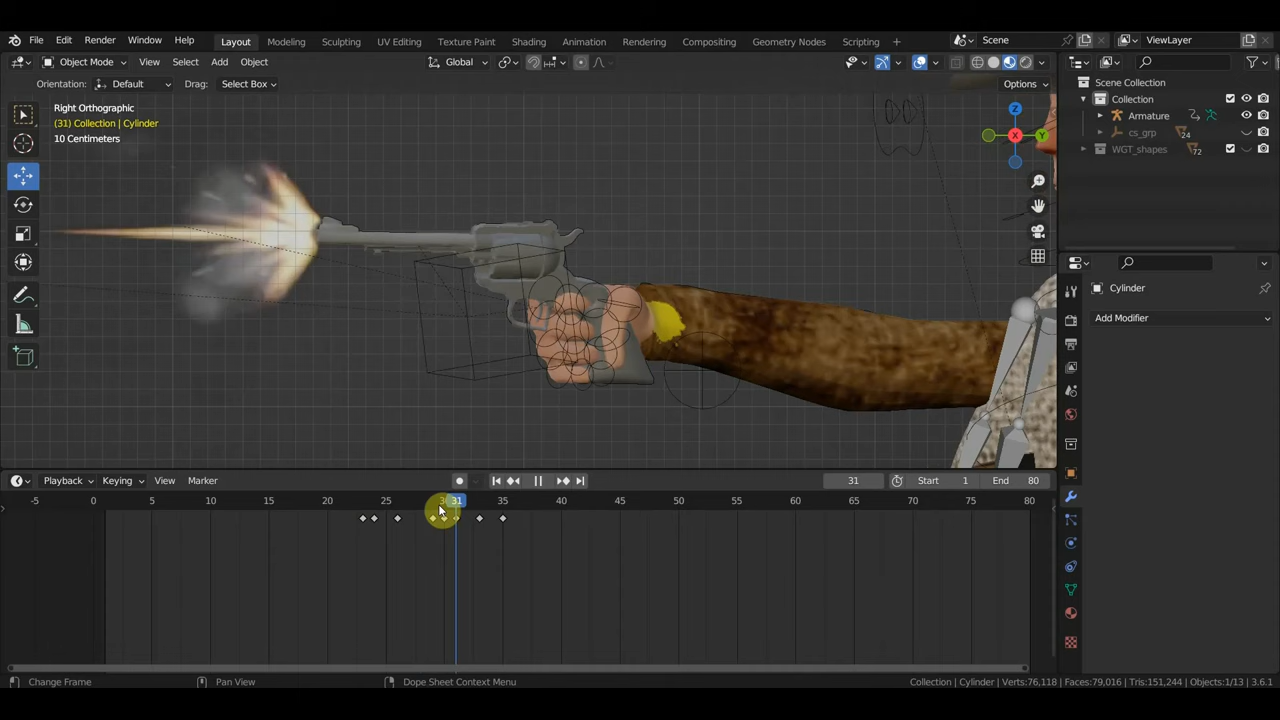 File Edit Render Window Help Layout Modeling Sculpting UV Editing Texture Paint Shading Animation Rendering Compositing Geometry Nodes Scripting + Scene ViewLayer
Object Mode View Select Add Object Global
Orientation: Default Drag: Select Box Options
Scene Collection
Collection
Armature
cs_grp 24
WGT_shapes 72
Right Orthographic
(31) Collection | Cylinder
10 Centimeters
Z
X
Y
Cylinder
Add Modifier
Playback Keying View Marker 31 Start 1 End 80
-5 0 5 10 15 20 25 31 35 40 45 50 55 60 65 70 75 80
Change Frame Pan View Dope Sheet Context Menu Collection | Cylinder Verts:76,118 | Faces:79,016 | Tris:151,244 | Objects:1/13 | 3.6.1